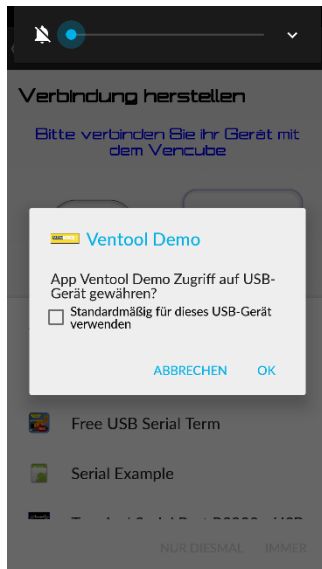 Verbindung herstellen
Bitte verbinden Sie ihr Gerät mit
dem Vencube
Ventool Demo
App Ventool Demo Zugriff auf USB-
Gerät gewähren?
Standardmäßig für dieses USB-Gerät
verwenden
ABBRECHEN OK
Free USB Serial Term
Serial Example
NUR DIESMAL IMMER